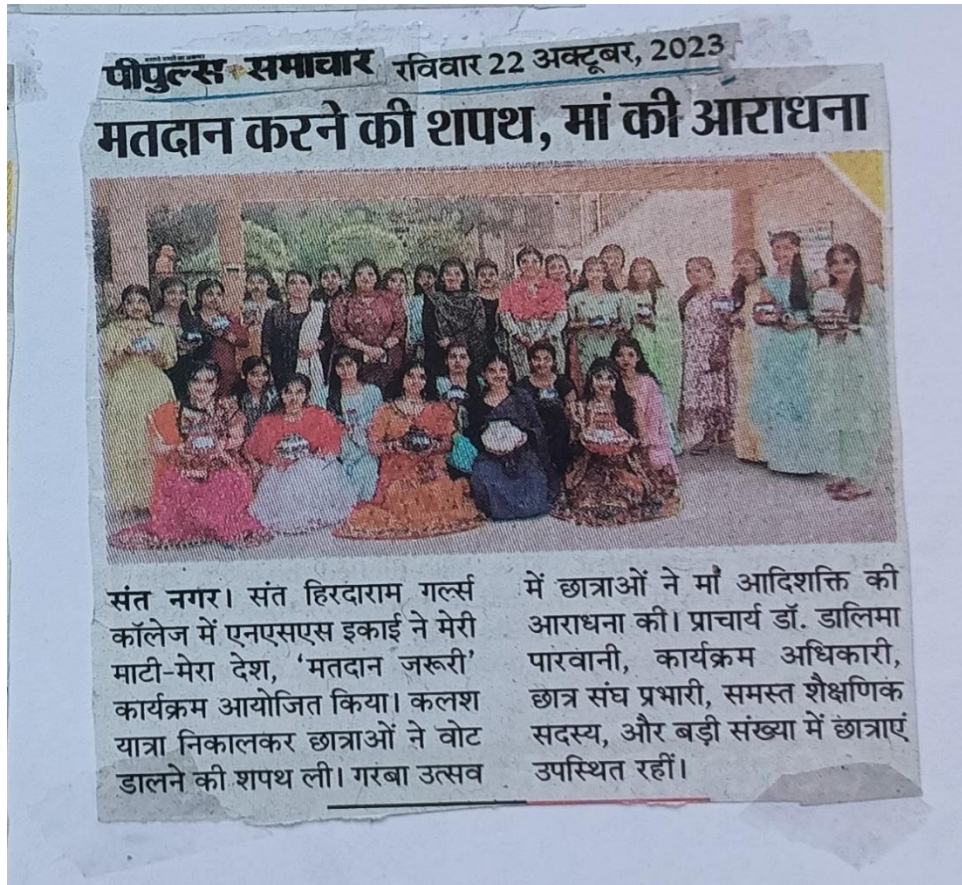 पीपुल्स समाचार रविवार 22 अक्टूबर, 2023
मतदान करने की शपथ, मां की आराधना
संत नगर। संत हिरदाराम गर्ल्स
कॉलेज में एनएसएस इकाई ने मेरी
माटी-मेरा देश, ‘मतदान जरूरी’
कार्यक्रम आयोजित किया। कलश
यात्रा निकालकर छात्राओं ने वोट
डालने की शपथ ली। गरबा उत्सव
में छात्राओं ने मां आदिशक्ति की
आराधना की। प्राचार्य डॉ. डालिमा
पारवानी, कार्यक्रम अधिकारी,
छात्र संघ प्रभारी, समस्त शैक्षणिक
सदस्य, और बड़ी संख्या में छात्राएं
उपस्थित रहीं।